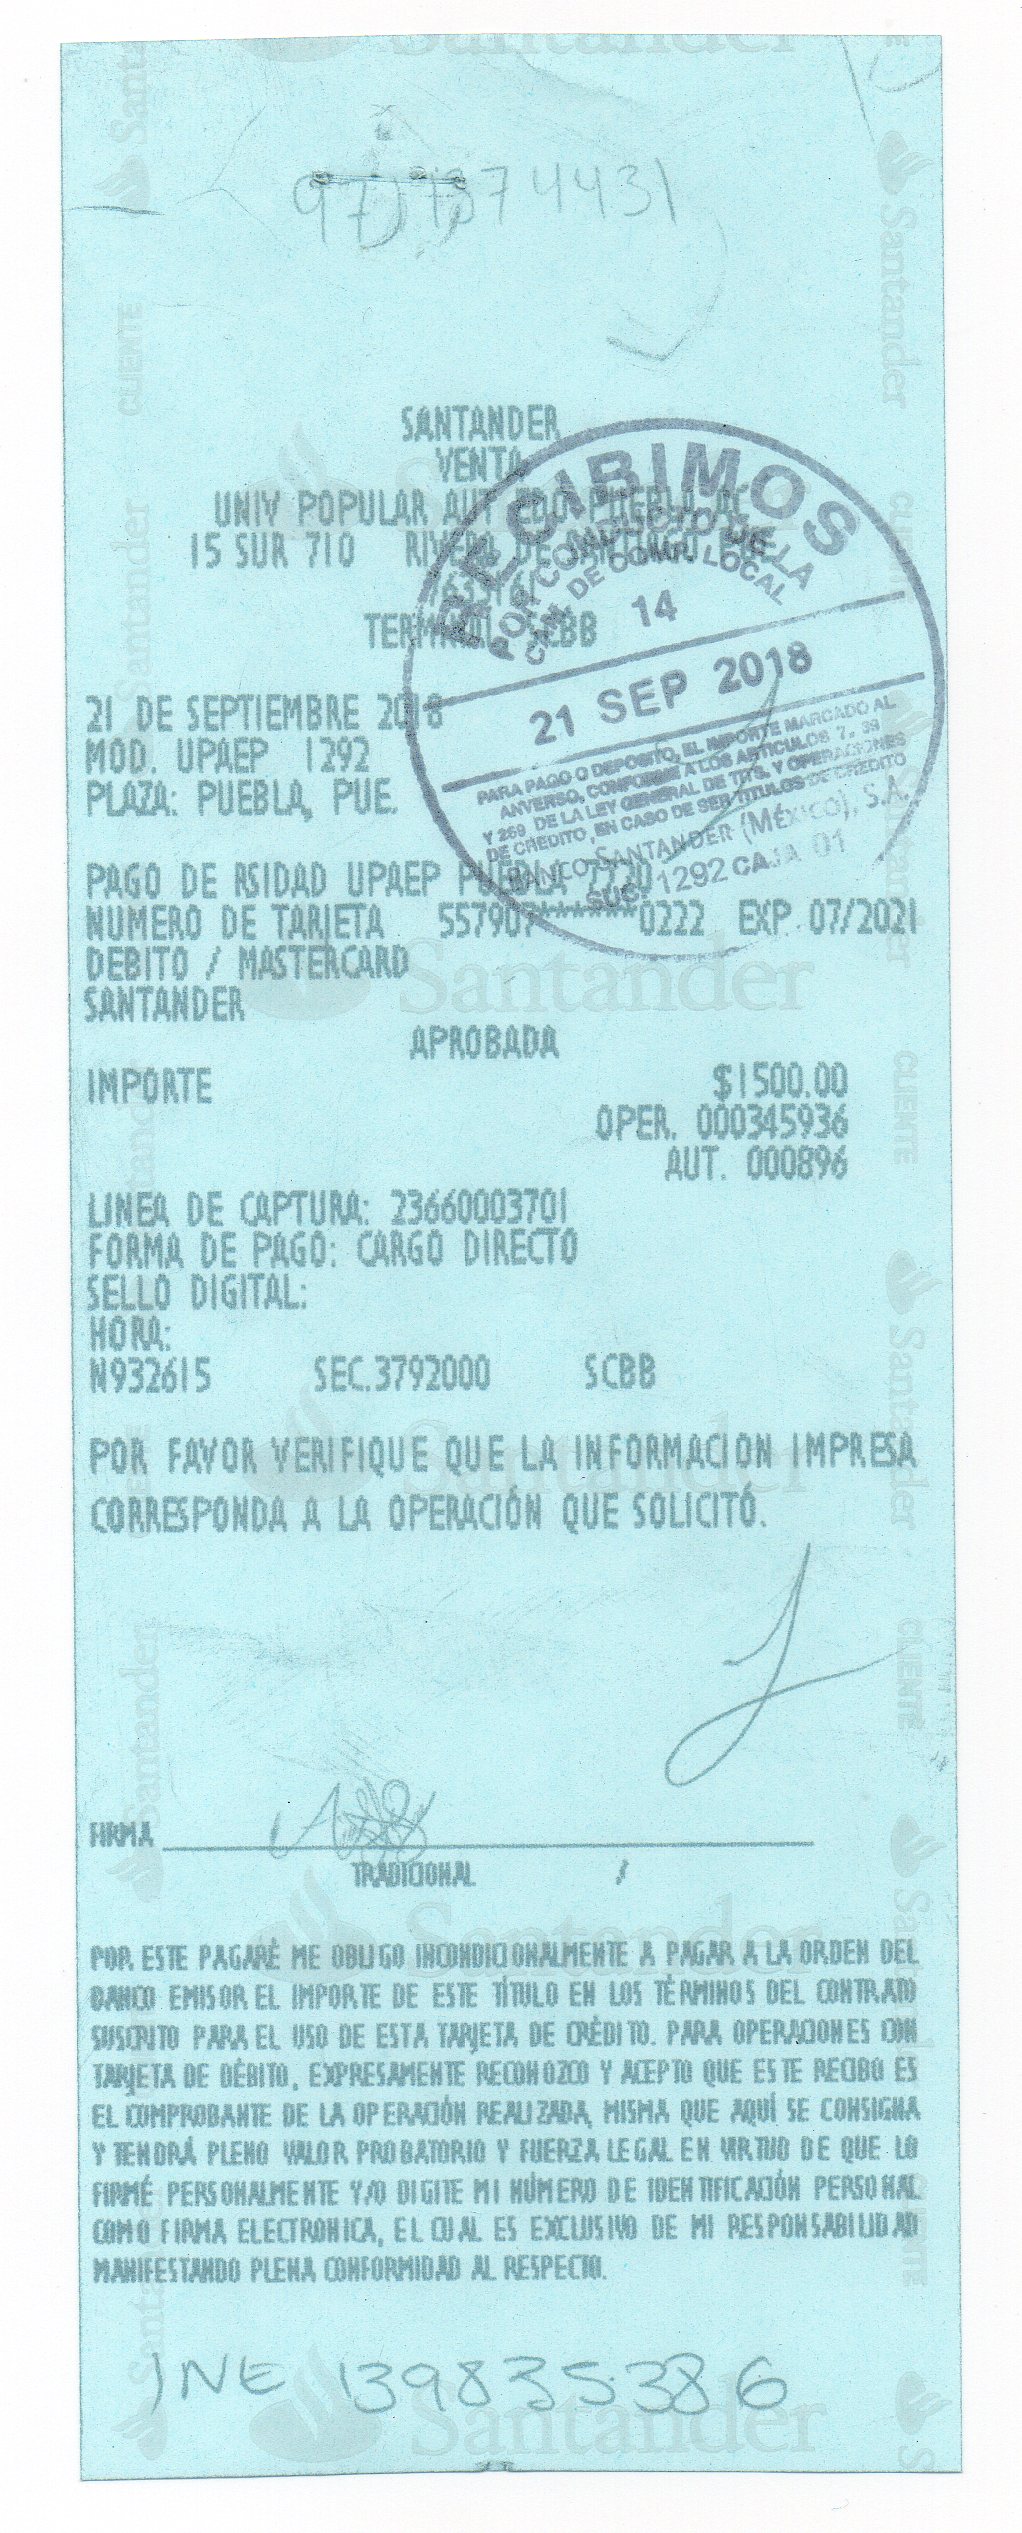 4431
SANTANDER
VENTA
UNIV POPULAR AUT EDO PUEBLA AC
15 SUR 710 RIVERA DE SANTIAGO
TERMINAL SCBB
RECIBIMOS
POR CONDUCTO DE LA
CAM. DE COMP. LOCAL
14
21 SEP 2018
PARA PAGO O DEPOSITO, EL IMPORTE MARCADO AL
ANVERSO, CONFORME A LOS ARTICULOS 7, 39
Y 269 DE LA LEY GENERAL DE TITS. Y OPERACIONES
DE CREDITO, EN CASO DE SER TITULOS DE CREDITO
BANCO SANTANDER (MÉXICO), S.A.
SUC. 1292 CAJA 01
21 DE SEPTIEMBRE 2018
MOD. UPAEP 1292
PLAZA: PUEBLA, PUE.
PAGO DE RSIDAD UPAEP PUEBLA 7720
NUMERO DE TARJETA 557907******0222 EXP. 07/2021
DEBITO / MASTERCARD
SANTANDER
APROBADA
IMPORTE $1500.00
OPER. 000345936
AUT. 000896
LINEA DE CAPTURA: 23660003701
FORMA DE PAGO: CARGO DIRECTO
SELLO DIGITAL:
HORA:
N932615 SEC.3792000 SCBB
POR FAVOR VERIFIQUE QUE LA INFORMACION IMPRESA
CORRESPONDA A LA OPERACIÓN QUE SOLICITÓ.
FIRMA
TRADICIONAL /
POR ESTE PAGARÉ ME OBLIGO INCONDICIONALMENTE A PAGAR A LA ORDEN DEL
BANCO EMISOR EL IMPORTE DE ESTE TÍTULO EN LOS TÉRMINOS DEL CONTRATO
SUSCRITO PARA EL USO DE ESTA TARJETA DE CRÉDITO. PARA OPERACIONES CON
TARJETA DE DÉBITO, EXPRESAMENTE RECONOZCO Y ACEPTO QUE ESTE RECIBO ES
EL COMPROBANTE DE LA OPERACIÓN REALIZADA, MISMA QUE AQUÍ SE CONSIGNA
Y TENDRÁ PLENO VALOR PROBATORIO Y FUERZA LEGAL EN VIRTUD DE QUE LO
FIRMÉ PERSONALMENTE Y/O DIGITE MI NÚMERO DE IDENTIFICACIÓN PERSONAL
COMO FIRMA ELECTRONICA, EL CUAL ES EXCLUSIVO DE MI RESPONSABILIDAD
MANIFESTANDO PLENA CONFORMIDAD AL RESPECTO.
INE 139835386
Santander
CLIENTE